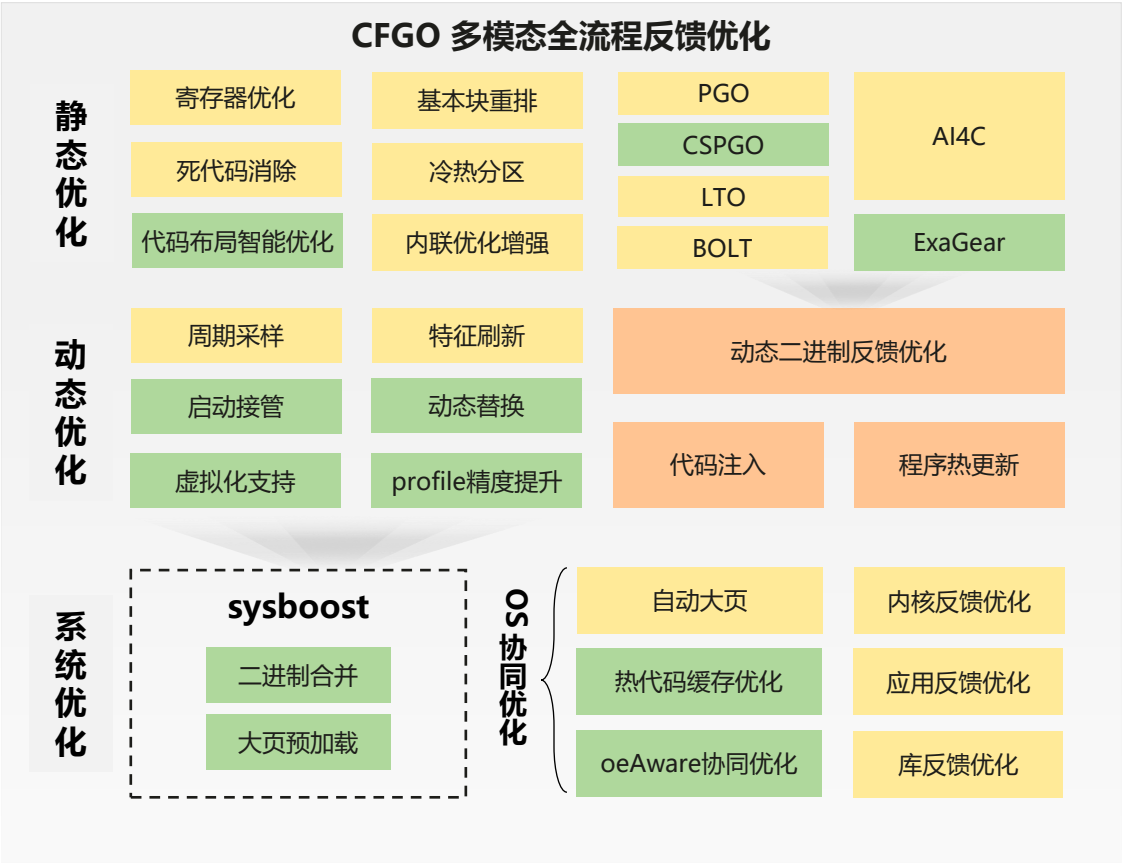 CFGO 多模态全流程反馈优化
静态优化
寄存器优化
基本块重排
PGO
AI4C
死代码消除
冷热分区
CSPGO
LTO
代码布局智能优化
内联优化增强
BOLT
ExaGear
动态优化
周期采样
特征刷新
动态二进制反馈优化
启动接管
动态替换
代码注入
程序热更新
虚拟化支持
profile精度提升
系统优化
sysboost
二进制合并
大页预加载
OS 协同优化
自动大页
内核反馈优化
热代码缓存优化
应用反馈优化
oeAware协同优化
库反馈优化